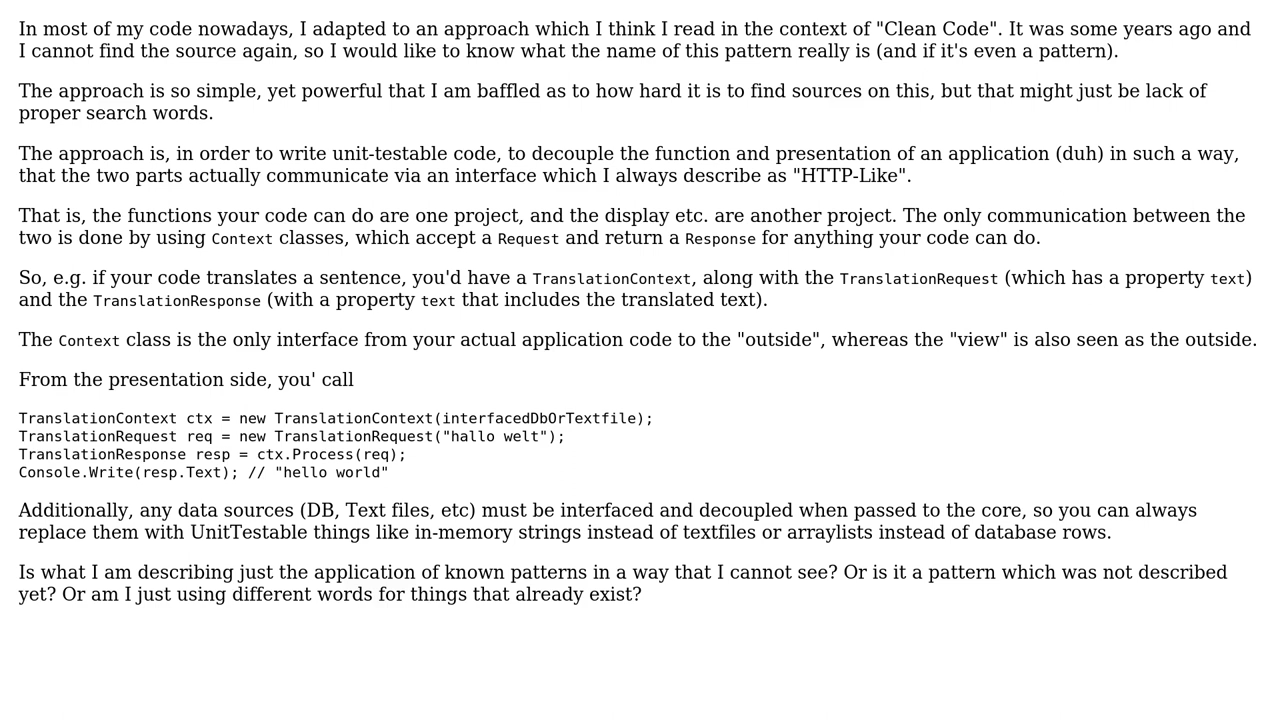 In most of my code nowadays, I adapted to an approach which I think I read in the context of "Clean Code". It was some years ago and
I cannot find the source again, so I would like to know what the name of this pattern really is (and if it's even a pattern).
The approach is so simple, yet powerful that I am baffled as to how hard it is to find sources on this, but that might just be lack of
proper search words.
The approach is, in order to write unit-testable code, to decouple the function and presentation of an application (duh) in such a way,
that the two parts actually communicate via an interface which I always describe as "HTTP-Like".
That is, the functions your code can do are one project, and the display etc. are another project. The only communication between the
two is done by using Context classes, which accept a Request and return a Response for anything your code can do.
So, e.g. if your code translates a sentence, you'd have a TranslationContext, along with the TranslationRequest (which has a property text)
and the TranslationResponse (with a property text that includes the translated text).
The Context class is the only interface from your actual application code to the "outside", whereas the "view" is also seen as the outside.
From the presentation side, you' call
TranslationContext ctx = new TranslationContext(interfacedDbOrTextfile);
TranslationRequest req = new TranslationRequest("hallo welt");
TranslationResponse resp = ctx.Process(req);
Console.Write(resp.Text); // "hello world"
Additionally, any data sources (DB, Text files, etc) must be interfaced and decoupled when passed to the core, so you can always
replace them with UnitTestable things like in-memory strings instead of textfiles or arraylists instead of database rows.
Is what I am describing just the application of known patterns in a way that I cannot see? Or is it a pattern which was not described
yet? Or am I just using different words for things that already exist?